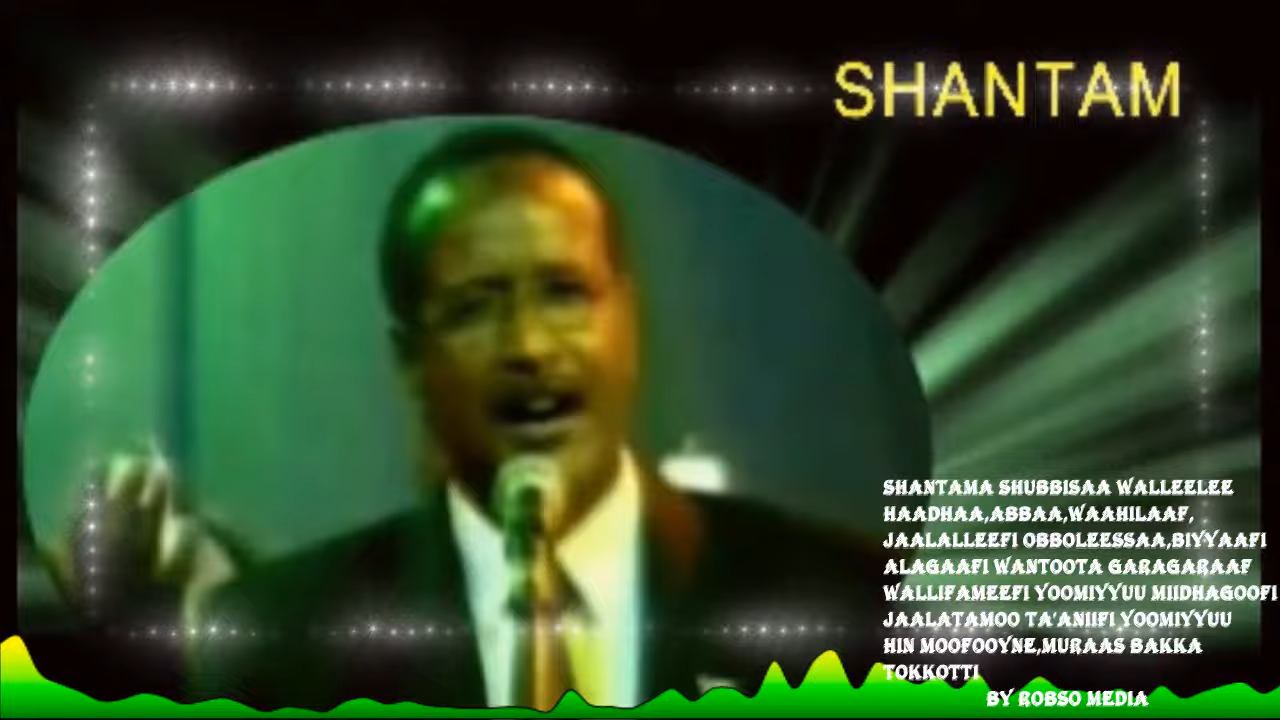 SHANTAM
SHANTAMA SHUBBISAA WALLEELEE
HAADHAA,ABBAA,WAAHILAAF,
JAALALLEEFI OBBOLEESSAA,BIYYAAFI
ALAGAAFI WANTOOTA GARAGARAAF
WALLIFAMEEFI YOOMIYYUU MIIDHAGOOFI
JAALATAMOO TA'ANIIFI YOOMIYYUU
HIN MOOFOOYNE,MURAAS BAKKA
TOKKOTTI
BY ROBSO MEDIA